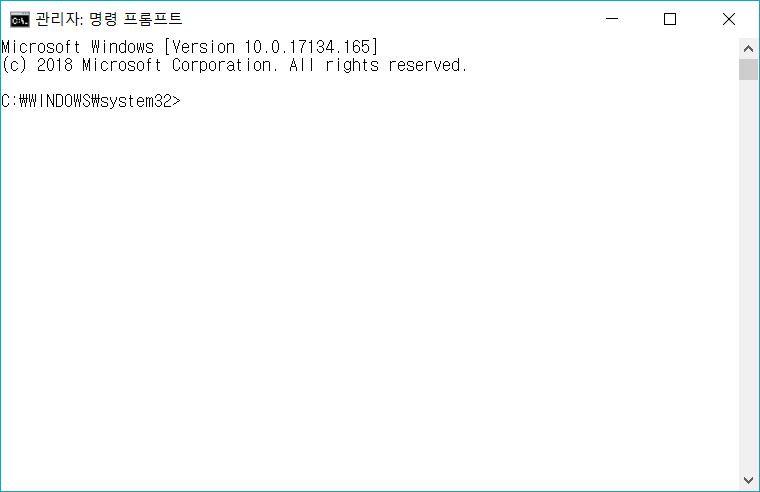 관리자: 명령 프롬프트
Microsoft Windows [Version 10.0.17134.165]
(c) 2018 Microsoft Corporation. All rights reserved.
C:₩WINDOWS₩system32>